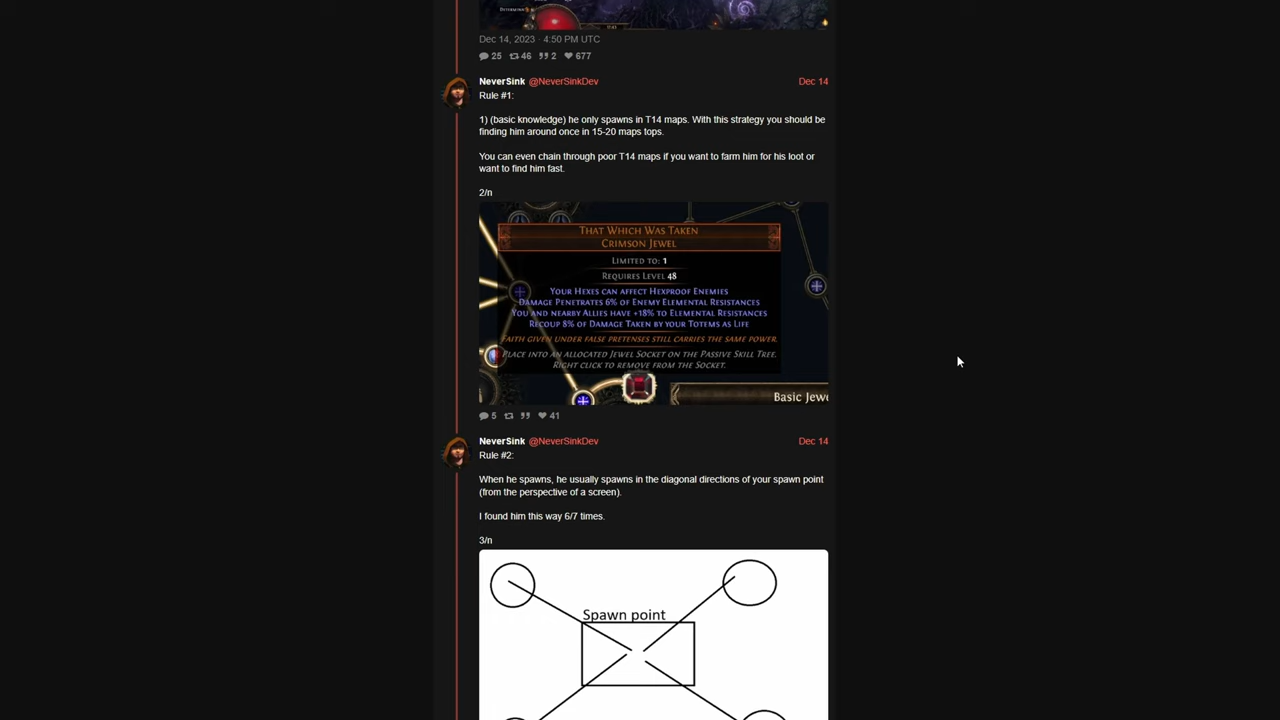 Dec 14, 2023 · 4:50 PM UTC
25 46 2 677
NeverSink @NeverSinkDev Dec 14
Rule #1:
1) (basic knowledge) he only spawns in T14 maps. With this strategy you should be
finding him around once in 15-20 maps tops.
You can even chain through poor T14 maps if you want to farm him for his loot or
want to find him fast.
2/n
THAT WHICH WAS TAKEN
CRIMSON JEWEL
LIMITED TO: 1
REQUIRES LEVEL 48
YOUR HEXES CAN AFFECT HEXPROOF ENEMIES
DAMAGE PENETRATES 6% OF ENEMY ELEMENTAL RESISTANCES
YOU AND NEARBY ALLIES HAVE +18% TO ELEMENTAL RESISTANCES
RECOUP 8% OF DAMAGE TAKEN BY YOUR TOTEMS AS LIFE
FAITH GIVEN UNDER FALSE PRETENSES STILL CARRIES THE SAME POWER.
PLACE INTO AN ALLOCATED JEWEL SOCKET ON THE PASSIVE SKILL TREE.
RIGHT CLICK TO REMOVE FROM THE SOCKET.
Basic Jewe
5 41
NeverSink @NeverSinkDev Dec 14
Rule #2:
When he spawns, he usually spawns in the diagonal directions of your spawn point
(from the perspective of a screen).
I found him this way 6/7 times.
3/n
Spawn point